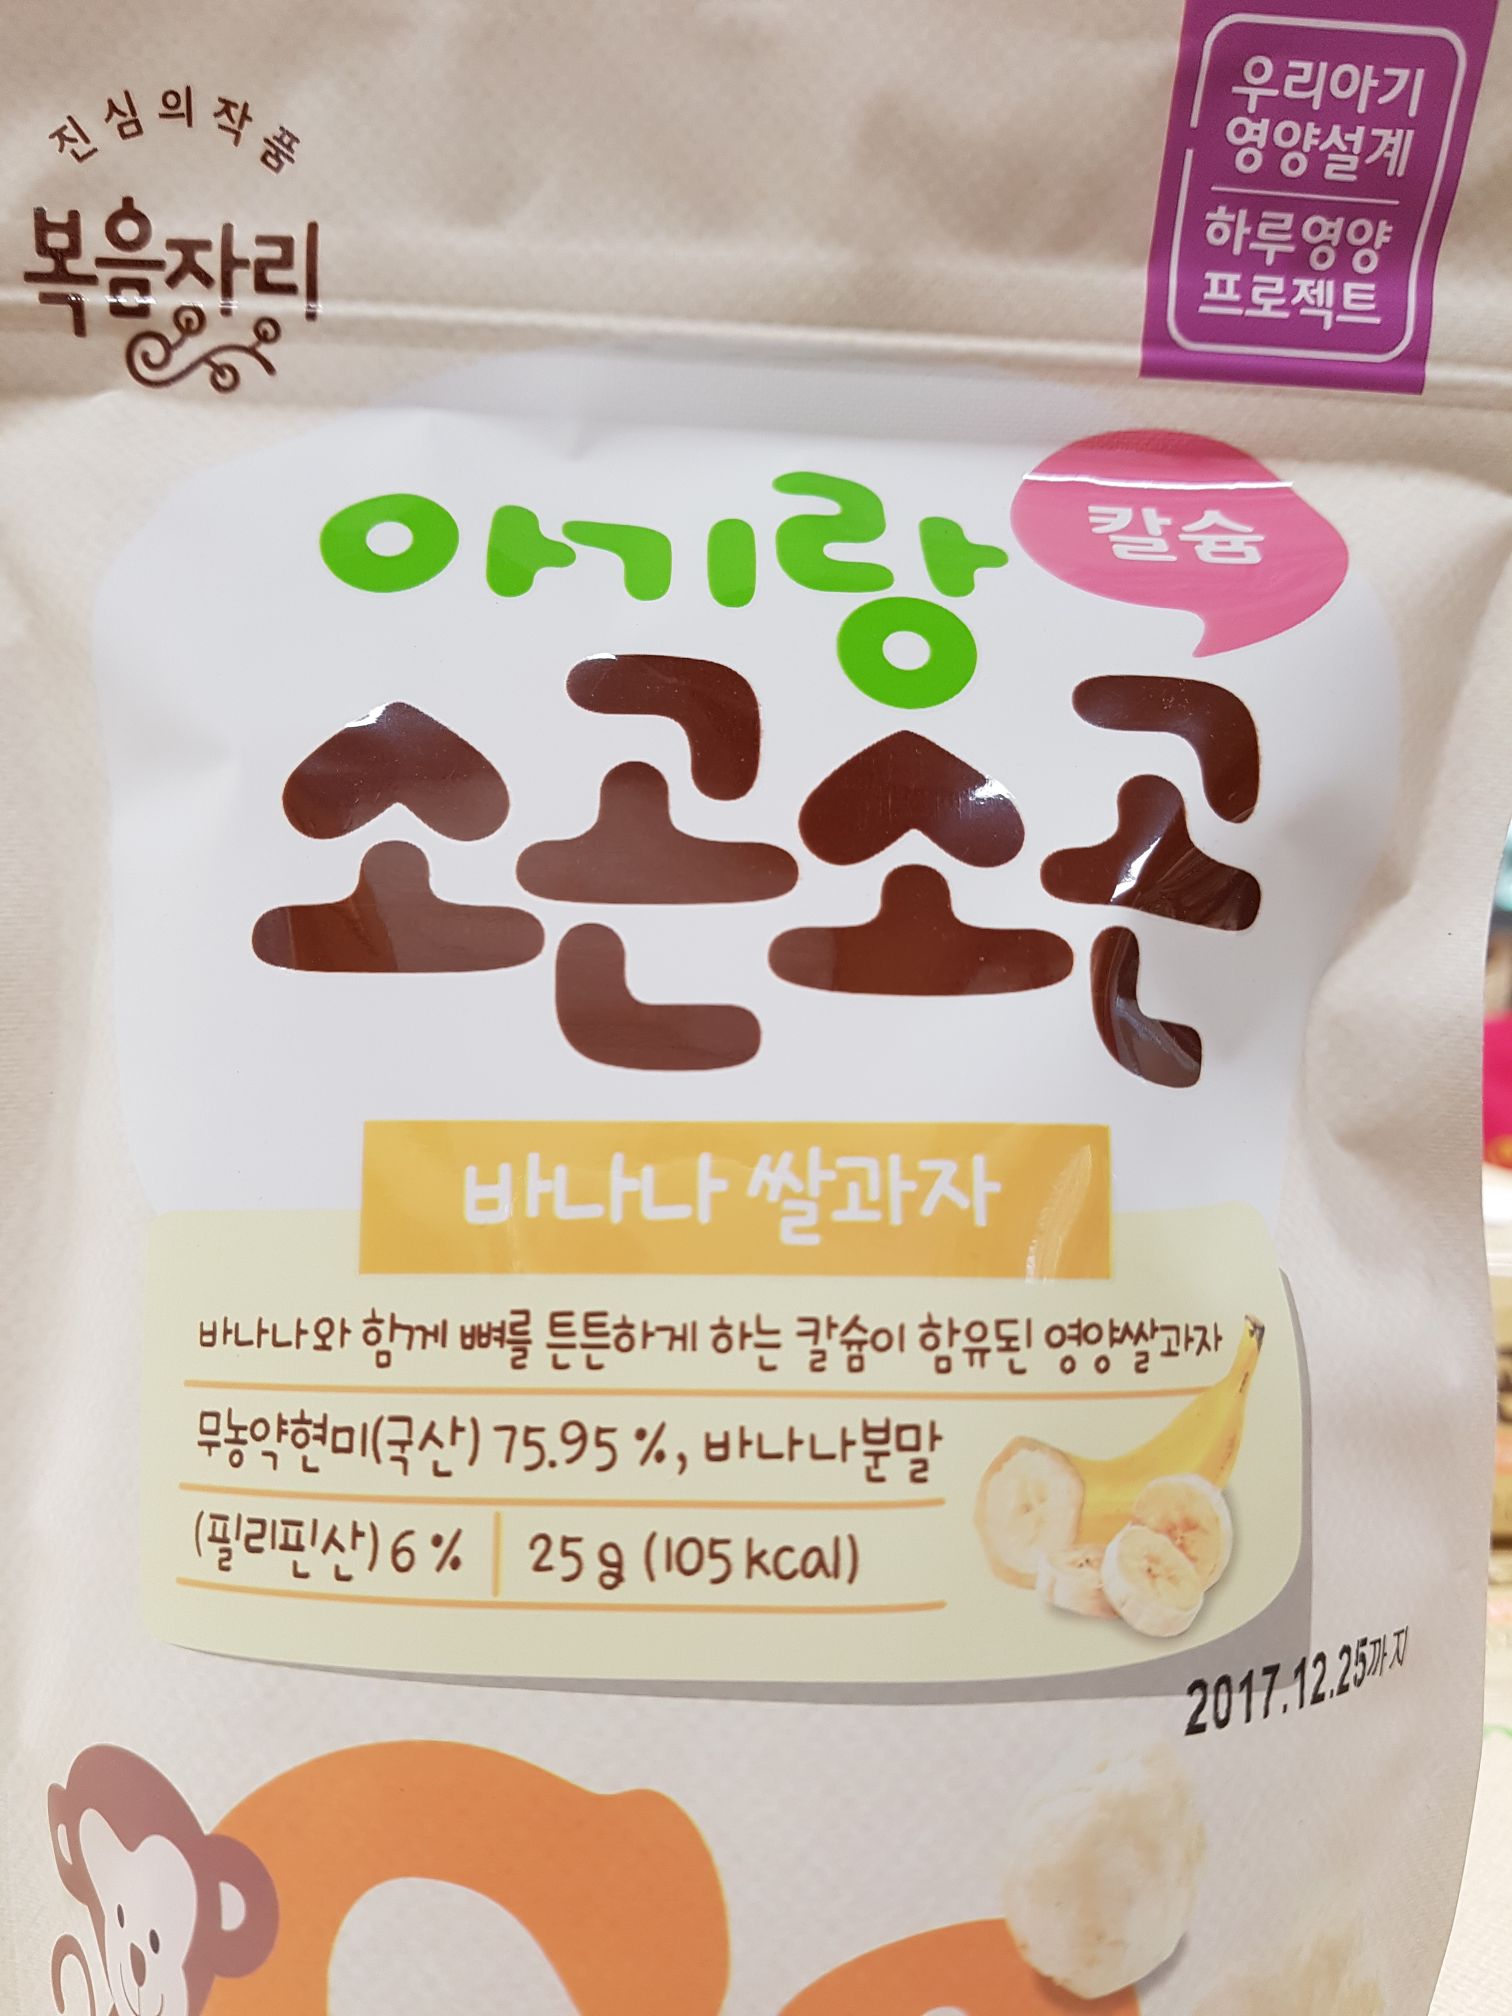 진심의작품
복음자리
우리아기
영양설계
하루영양
프로젝트
아기랑
칼슘
소곤소곤
바나나 쌀과자
바나나와 함께 뼈를 튼튼하게 하는 칼슘이 함유된 영양쌀과자
무농약현미(국산) 75.95 %, 바나나분말
(필리핀산) 6 % 25 g (105 kcal)
2017.12.25까지